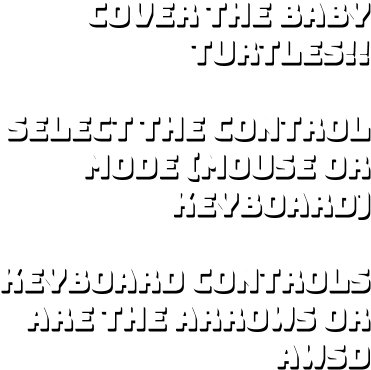 COVER THE BABY
TURTLES!!
SELECT THE CONTROL
MODE (MOUSE OR
KEYBOARD)
KEYBOARD CONTROLS
ARE THE ARROWS OR
AWSD